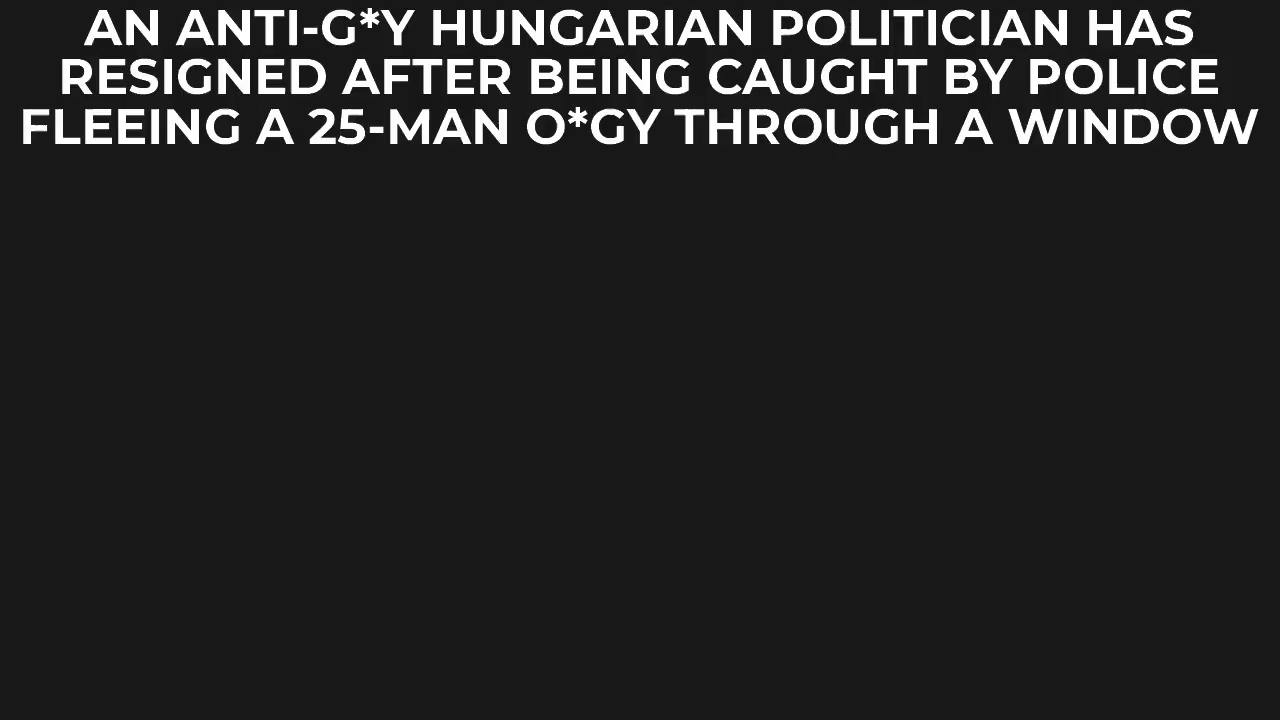 AN ANTI-G*Y HUNGARIAN POLITICIAN HAS
RESIGNED AFTER BEING CAUGHT BY POLICE
FLEEING A 25-MAN O*GY THROUGH A WINDOW